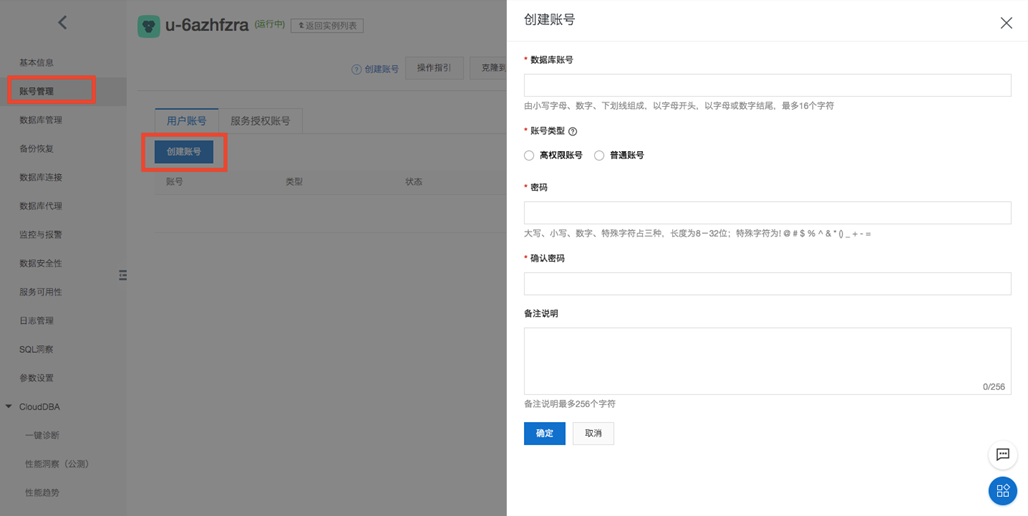 u-6azhfzra (运行中) 返回实例列表
创建账号 操作指引 克隆到
基本信息
账号管理
数据库管理
备份恢复
数据库连接
数据库代理
监控与报警
数据安全性
服务可用性
日志管理
SQL洞察
参数设置
CloudDBA
一键诊断
性能洞察（公测）
性能趋势
用户账号 服务授权账号
创建账号
账号 类型 状态
创建账号
* 数据库账号
由小写字母、数字、下划线组成，以字母开头，以字母或数字结尾，最多16个字符
* 账号类型
高权限账号 普通账号
* 密码
大写、小写、数字、特殊字符占三种，长度为8－32位；特殊字符为! @ # $ % ^ & * () _ + - =
* 确认密码
备注说明
0/256
备注说明最多256个字符
确定 取消